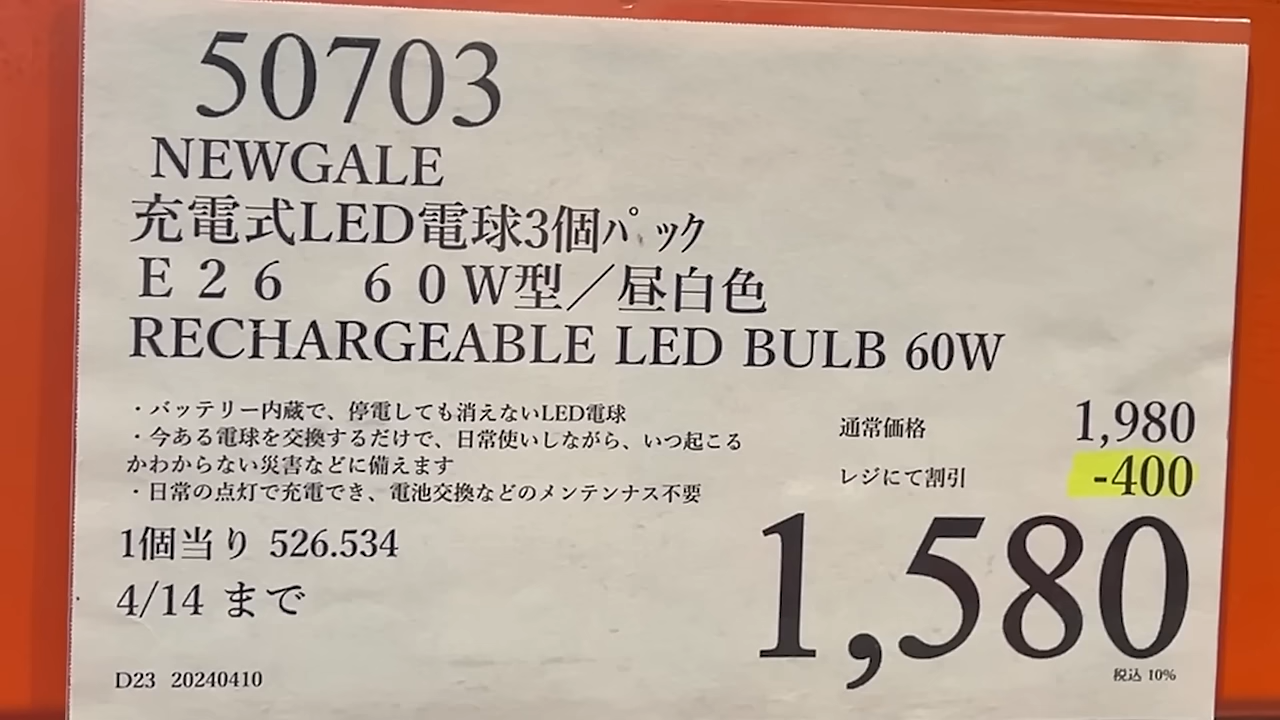 50703
NEWGALE
充電式LED電球3個ﾊﾟｯｸ
Ｅ２６　６０W型／昼白色
RECHARGEABLE LED BULB 60W
・バッテリー内蔵で、停電しても消えないLED電球
・今ある電球を交換するだけで、日常使いしながら、いつ起こる
かわからない災害などに備えます
・日常の点灯で充電でき、電池交換などのメンテンナス不要
通常価格 1,980
レジにて割引 -400
1,580
税込 10%
1個当り 526.534
4/14 まで
D23 20240410